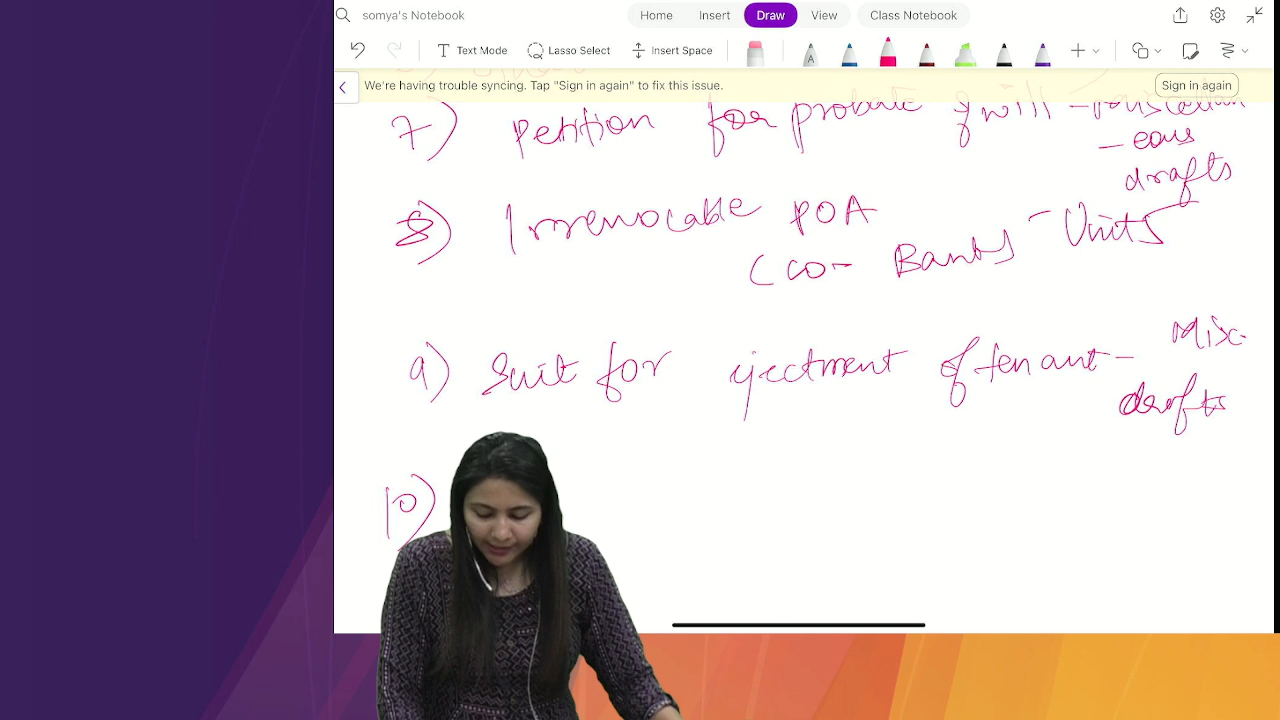 somya's Notebook
Home Insert Draw View Class Notebook
Text Mode Lasso Select Insert Space
We're having trouble syncing. Tap "Sign in again" to fix this issue. Sign in again
7) Petition for probate of will -
- eous
drafts
8) Irrevocable POA
(co- Banks - Units
9) Suit for ejectment of tenant - Misc.
drafts
10)